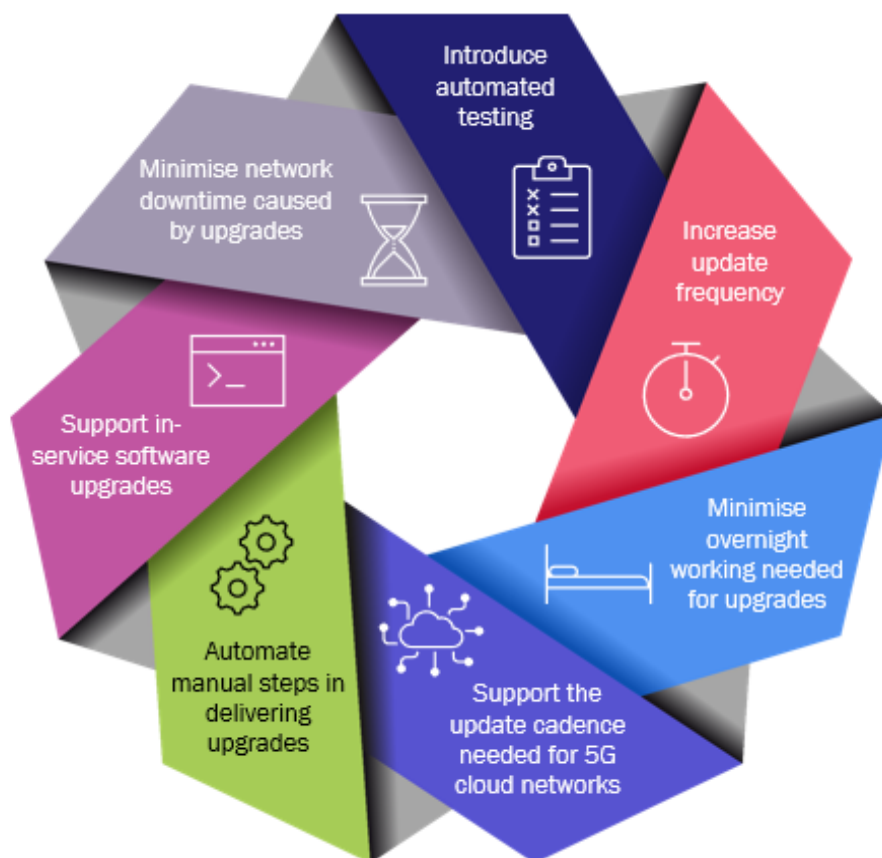 Introduce
automated
testing
Increase
update
frequency
Minimise
overnight
working needed
for upgrades
Support the
update cadence
needed for 5G
cloud networks
Automate
manual steps in
delivering
upgrades
Support in-
service software
upgrades
Minimise network
downtime caused
by upgrades